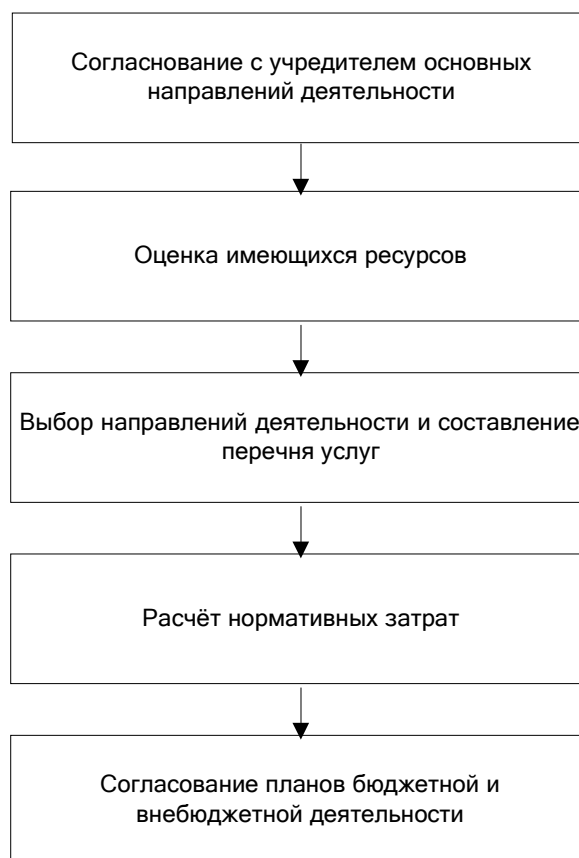 Согласнование с учредителем основных
направлений деятельности
Оценка имеющихся ресурсов
Выбор направлений деятельности и составление
перечня услуг
Расчёт нормативных затрат
Согласование планов бюджетной и
внебюджетной деятельности